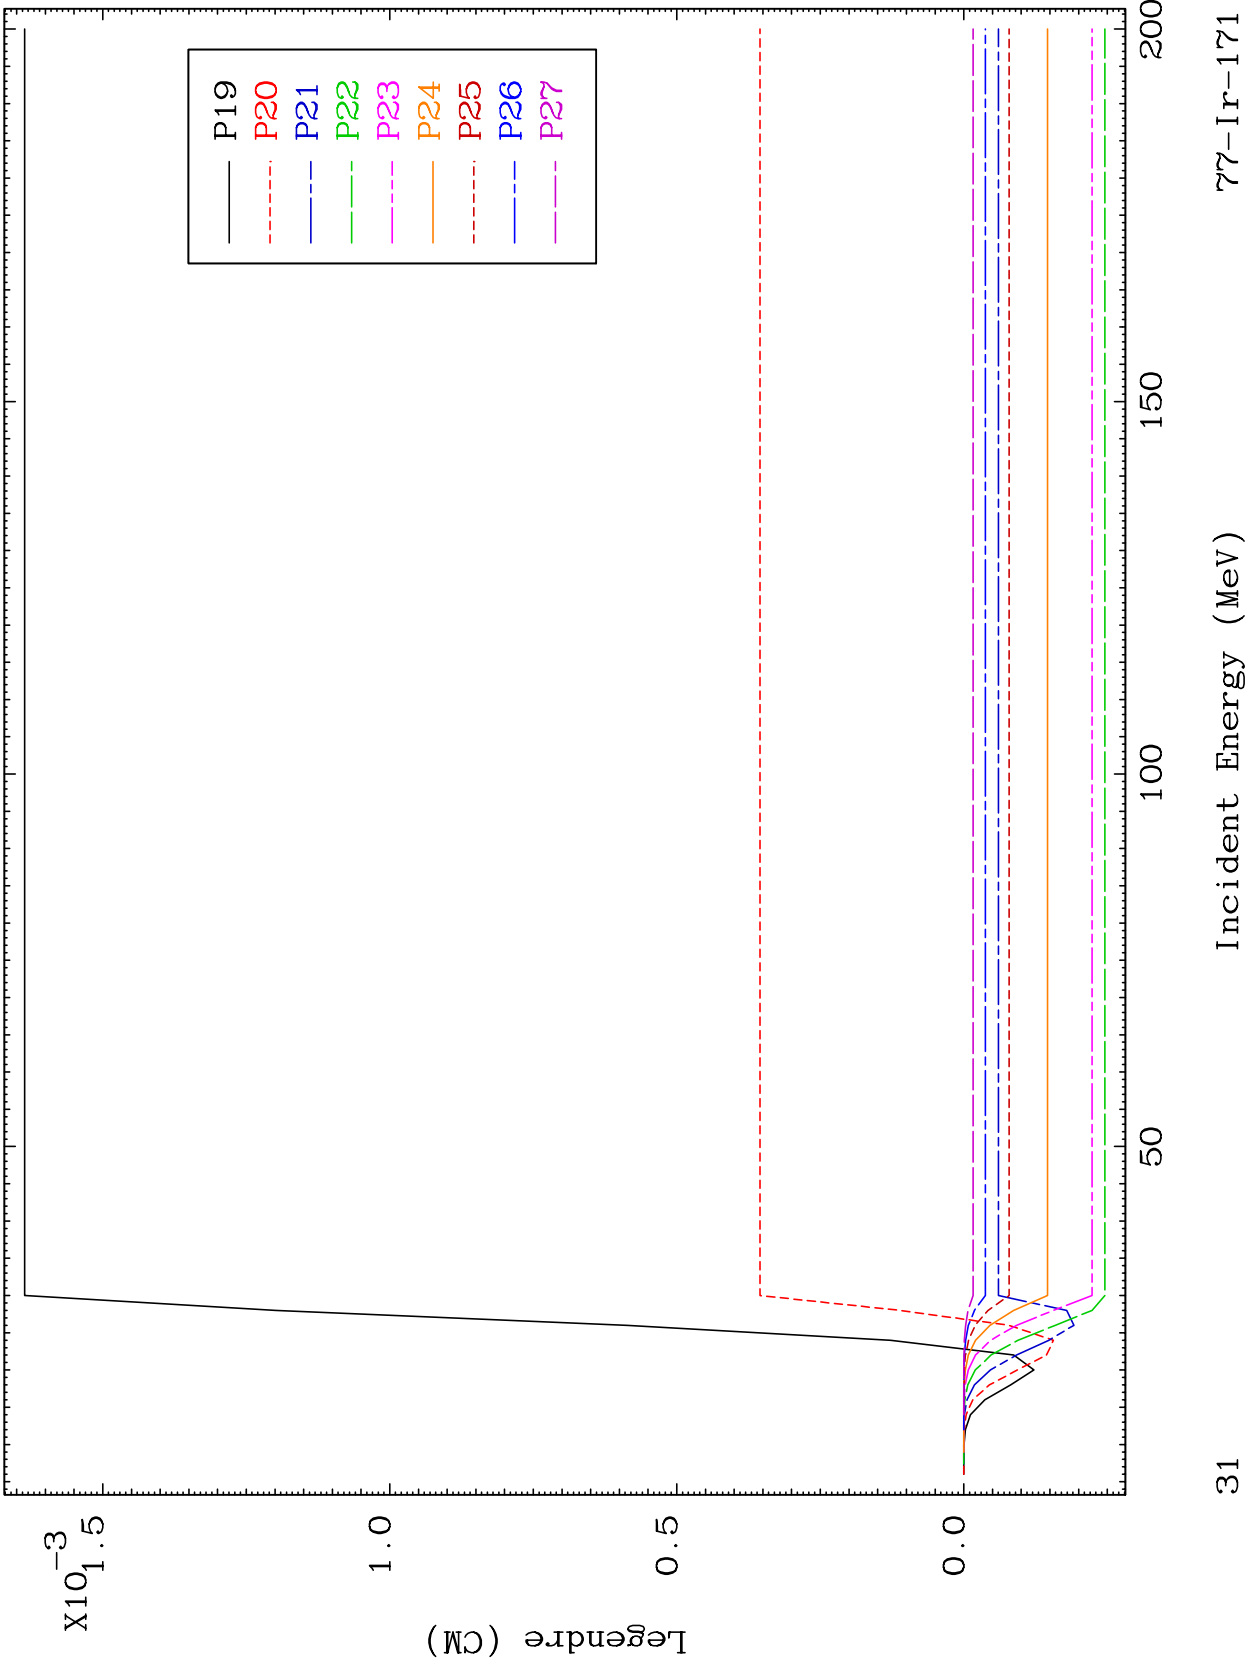 X10-3
1.5
1.0
0.5
0.0
Legendre (CM)
P19
P20
P21
P22
P23
P24
P25
P26
P27
50
100
150
200
Incident Energy (MeV)
31
77-Ir-171